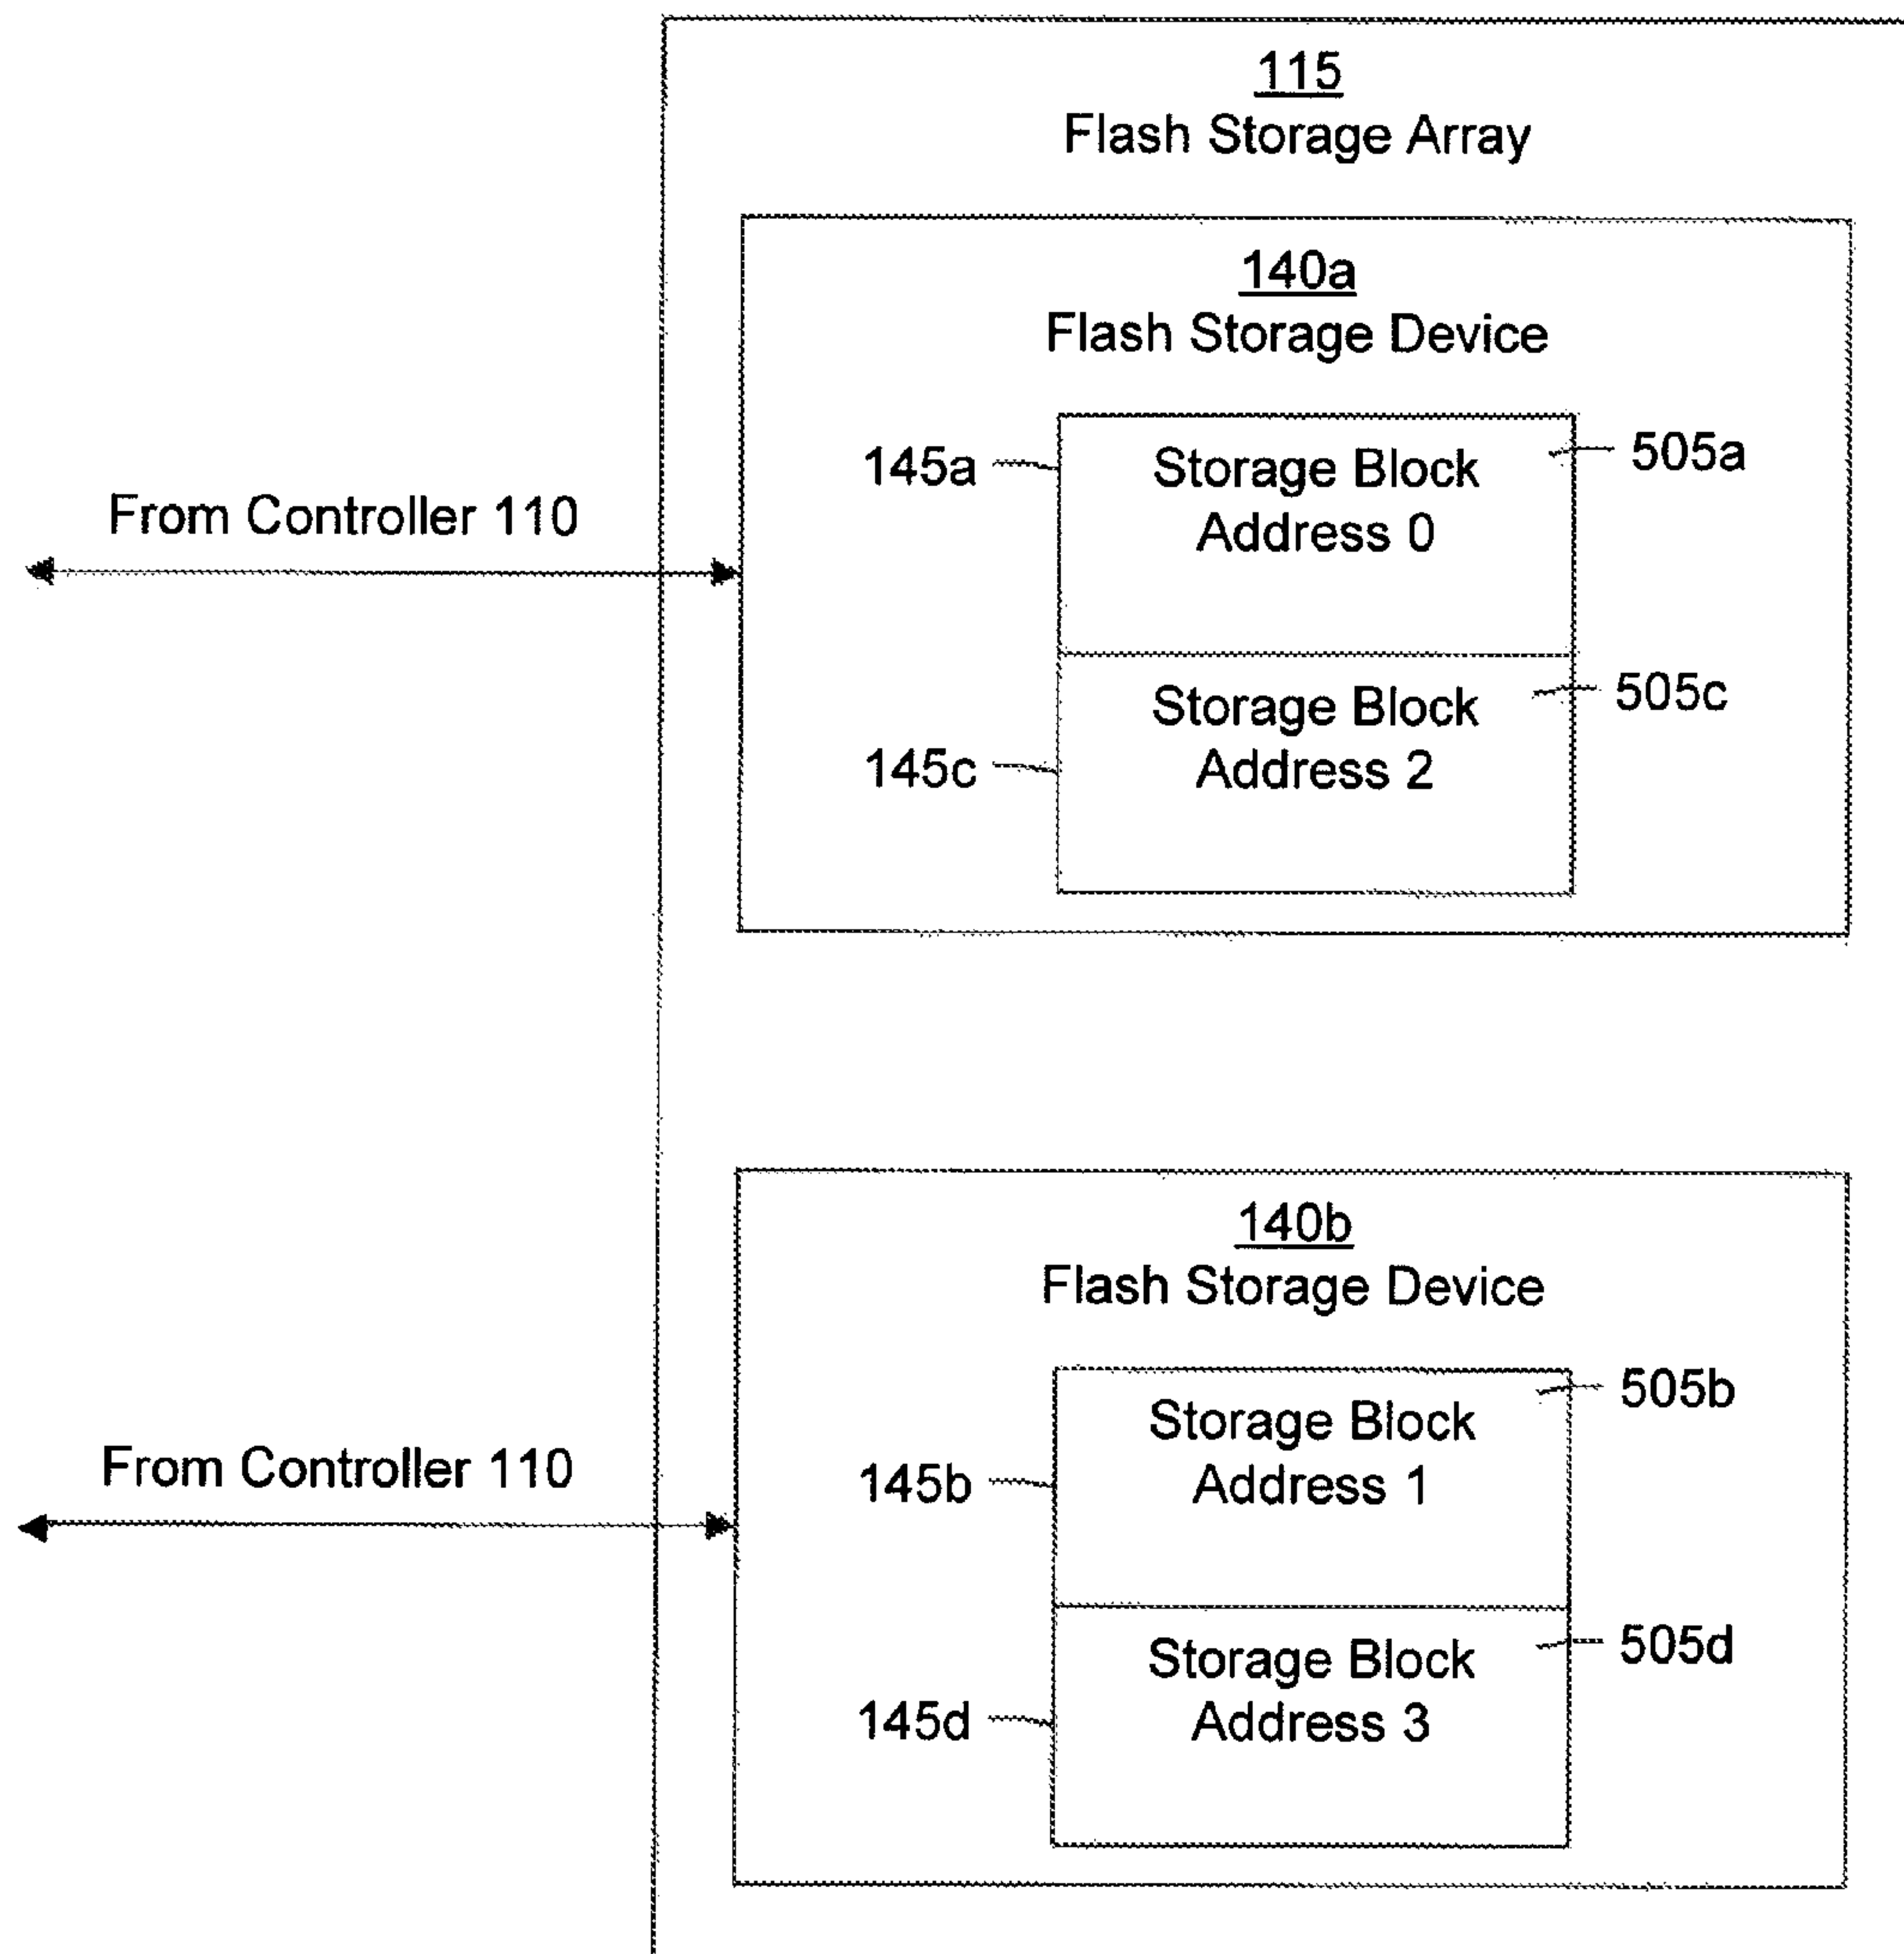 115
Flash Storage Array
140a
Flash Storage Device
145a
Storage Block
Address 0
505a
From Controller 110
505c
Storage Block
Address 2
145c
140b
Flash Storage Device
505b
Storage Block
Address 1
145b
From Controller 110
505d
Storage Block
Address 3
145d